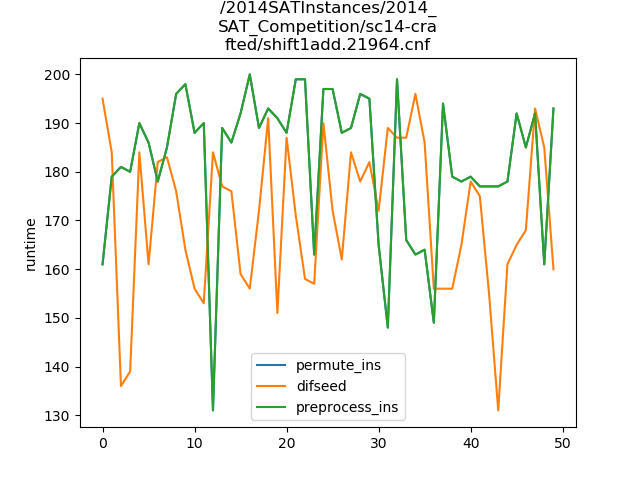 /2014SATInstances/2014_
SAT_Competition/sc14-cra
fted/shift1add.21964.cnf
200
190
180
170
160
150
140
130
runtime
permute_ins
difseed
preprocess_ins
0 10 20 30 40 50